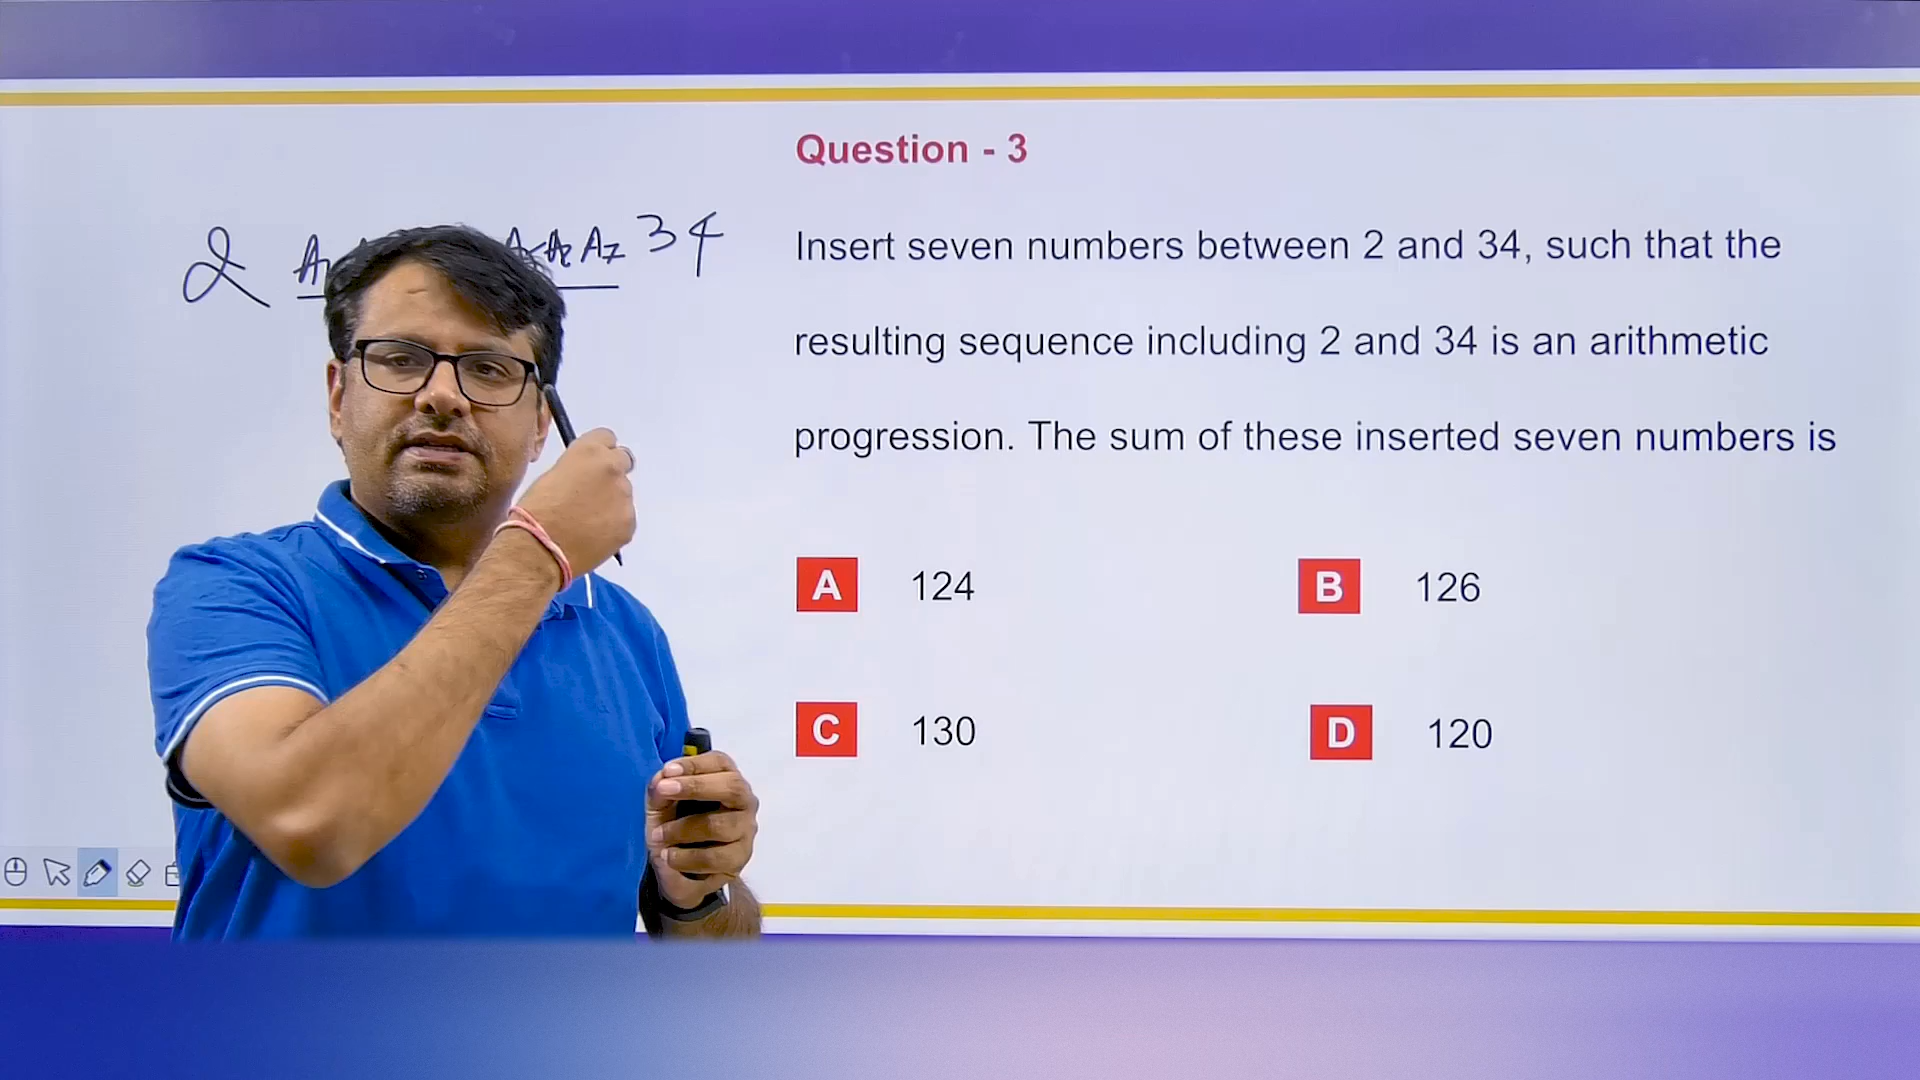 Question - 3
2 A1 A7 34
Insert seven numbers between 2 and 34, such that the
resulting sequence including 2 and 34 is an arithmetic
progression. The sum of these inserted seven numbers is
A 124
B 126
C 130
D 120